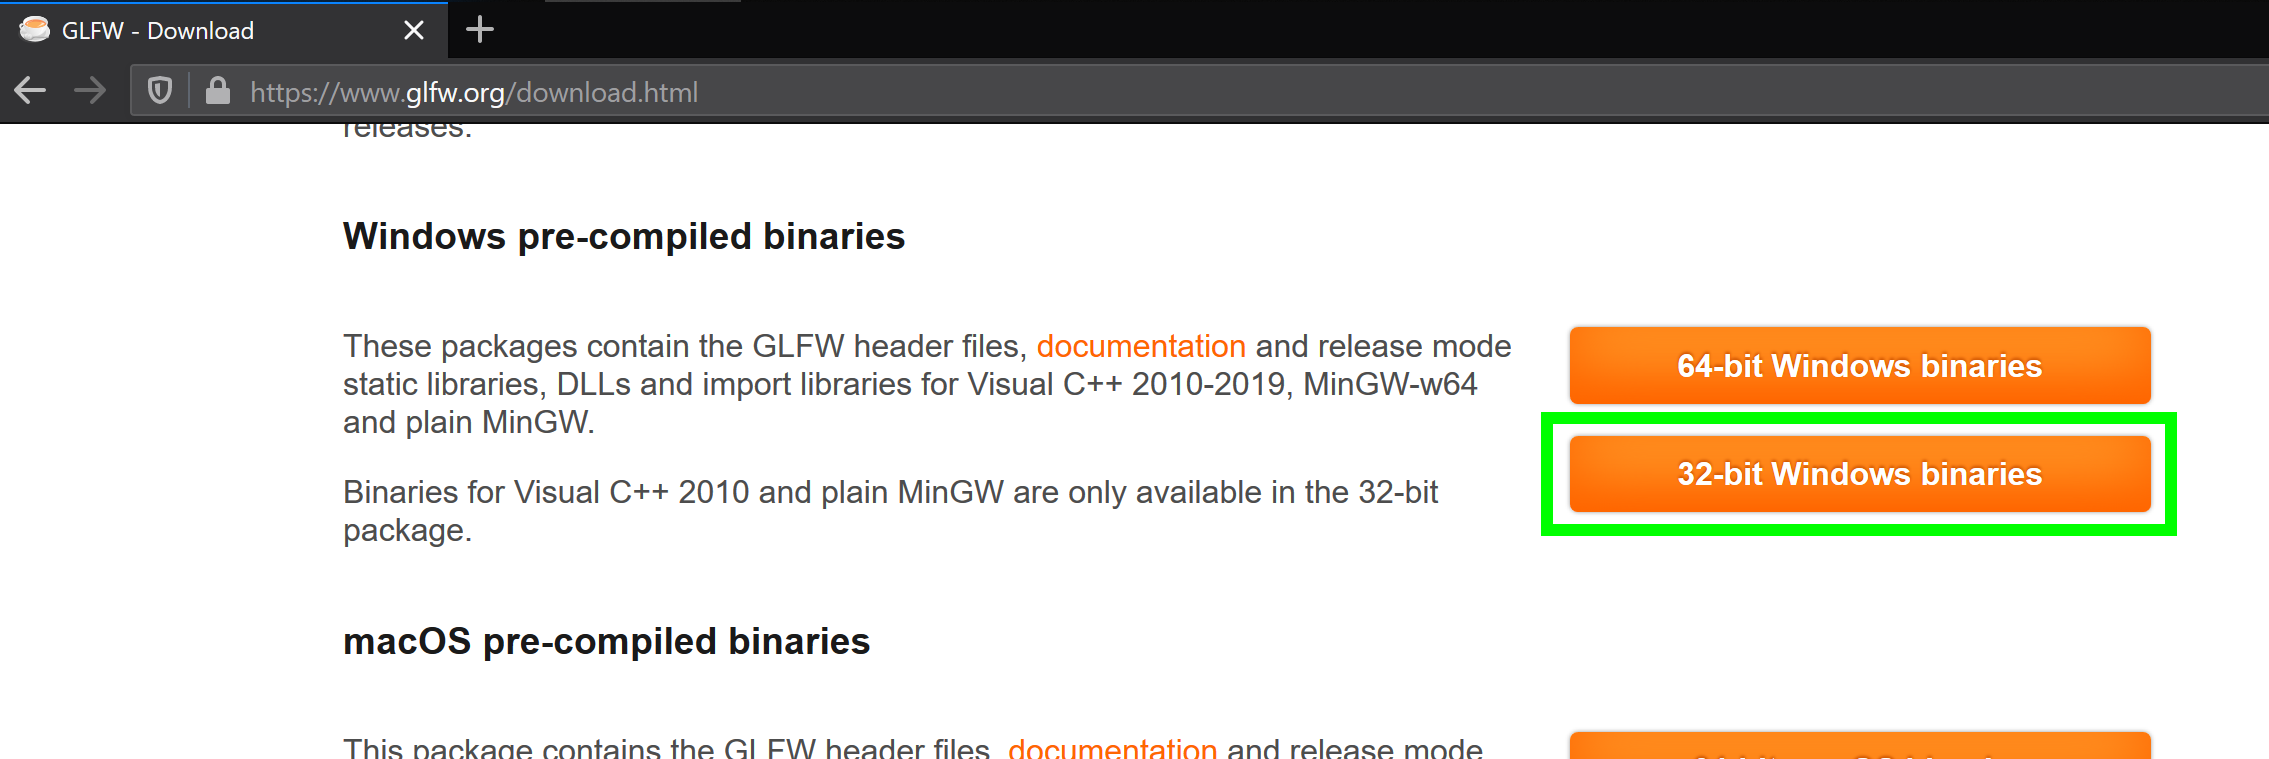 GLFW - Download
https://www.glfw.org/download.html
releases.
Windows pre-compiled binaries
These packages contain the GLFW header files, documentation and release mode
static libraries, DLLs and import libraries for Visual C++ 2010-2019, MinGW-w64
and plain MinGW.
Binaries for Visual C++ 2010 and plain MinGW are only available in the 32-bit
package.
64-bit Windows binaries
32-bit Windows binaries
macOS pre-compiled binaries
This package contains the GLFW header files, documentation and release mode